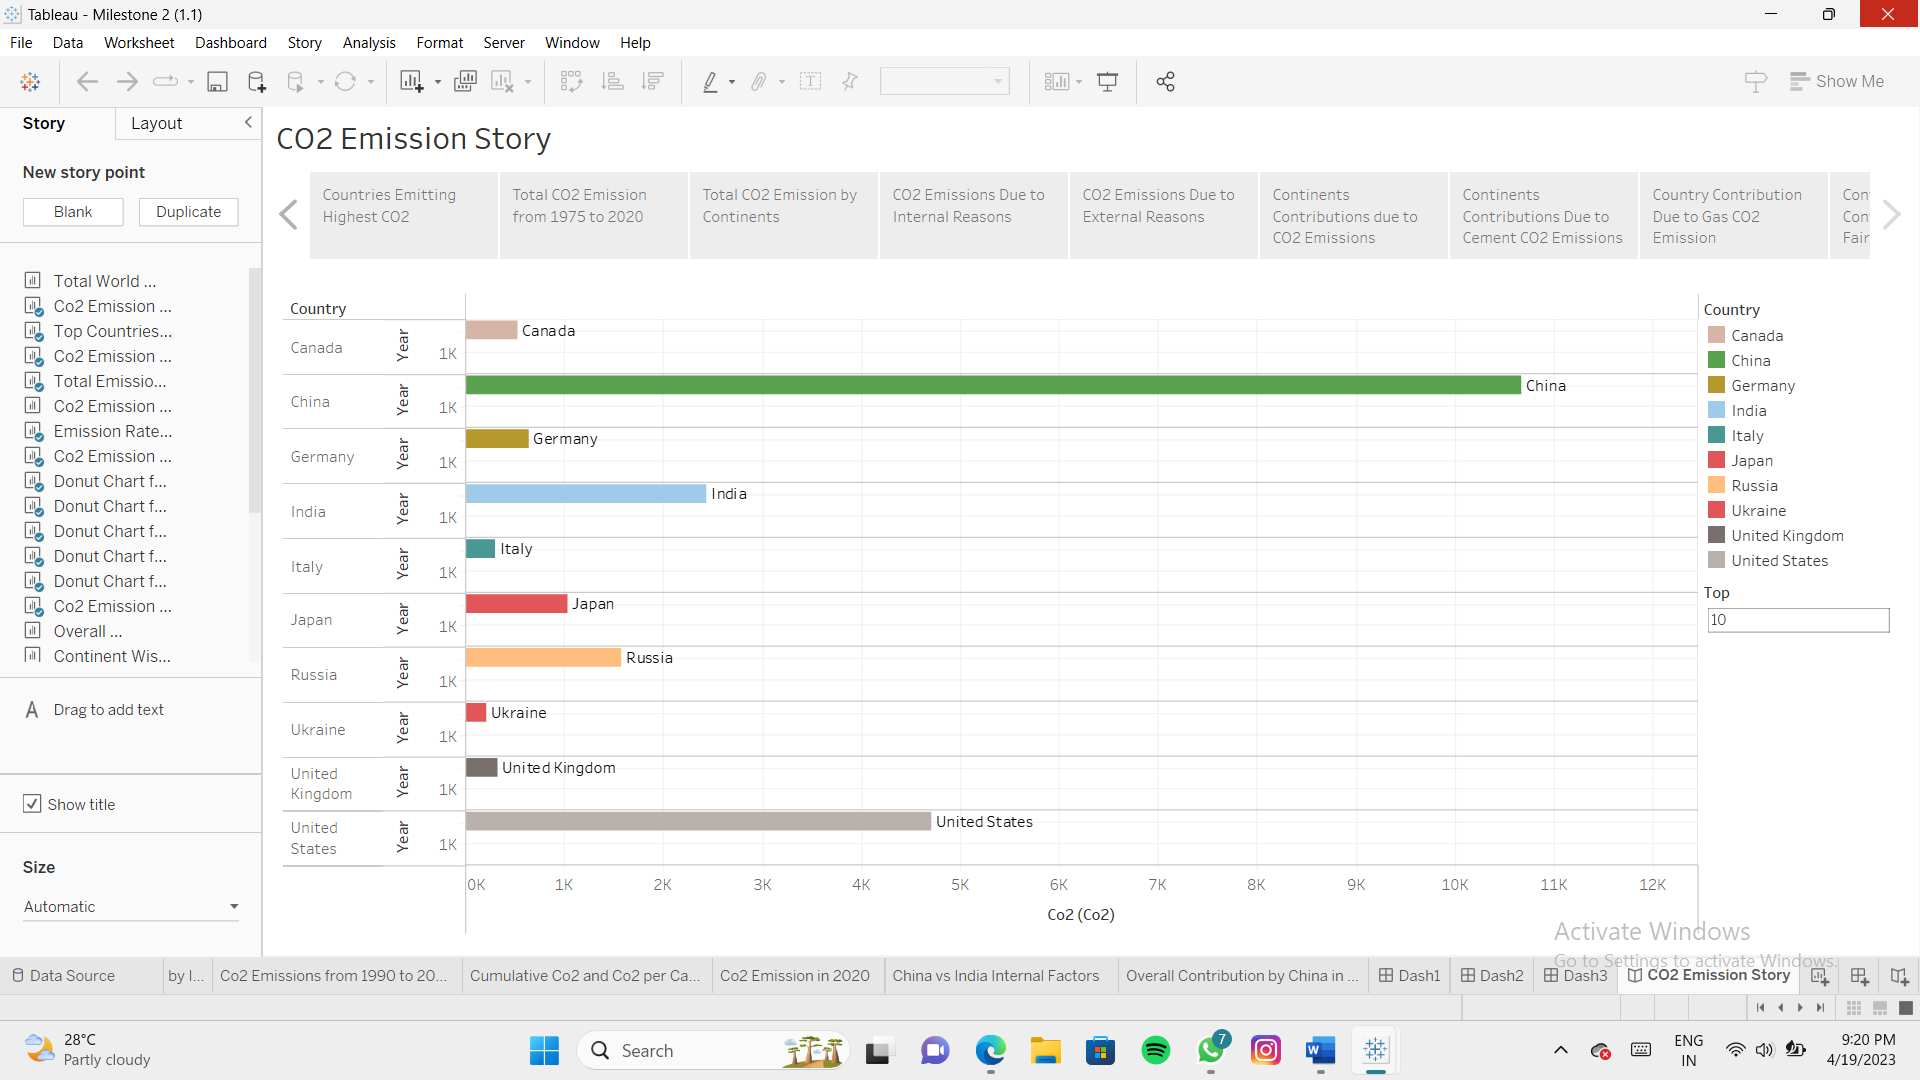 Tableau - Milestone 2 (1.1)
File Data Worksheet Dashboard Story Analysis Format Server Window Help
Show Me
Story Layout
New story point
Blank Duplicate
Total World ...
Co2 Emission ...
Top Countries...
Co2 Emission ...
Total Emissio...
Co2 Emission ...
Emission Rate...
Co2 Emission ...
Donut Chart f...
Donut Chart f...
Donut Chart f...
Donut Chart f...
Donut Chart f...
Co2 Emission ...
Overall ...
Continent Wis...
A Drag to add text
Show title
Size
Automatic
CO2 Emission Story
Countries Emitting
Highest CO2
Total CO2 Emission
from 1975 to 2020
Total CO2 Emission by
Continents
CO2 Emissions Due to
Internal Reasons
CO2 Emissions Due to
External Reasons
Continents
Contributions due to
CO2 Emissions
Continents
Contributions Due to
Cement CO2 Emissions
Country Contribution
Due to Gas CO2
Emission
Con
Con
Fair
Country
Canada Year 1K Canada
China Year 1K China
Germany Year 1K Germany
India Year 1K India
Italy Year 1K Italy
Japan Year 1K Japan
Russia Year 1K Russia
Ukraine Year 1K Ukraine
United
Kingdom Year 1K United Kingdom
United
States Year 1K United States
0K 1K 2K 3K 4K 5K 6K 7K 8K 9K 10K 11K 12K
Co2 (Co2)
Country
Canada
China
Germany
India
Italy
Japan
Russia
Ukraine
United Kingdom
United States
Top
10
Activate Windows
Go to Settings to activate Windows.
Data Source by I... Co2 Emissions from 1990 to 20... Cumulative Co2 and Co2 per Ca... Co2 Emission in 2020 China vs India Internal Factors Overall Contribution by China in ... Dash1 Dash2 Dash3 CO2 Emission Story
28°C
Partly cloudy
Search
7
ENG
IN
9:20 PM
4/19/2023